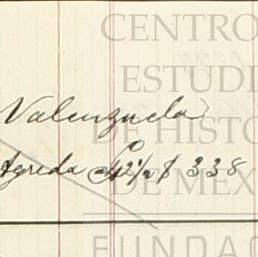 CENTRO
ESTUDI
Valenzuela
DE HISTO
Agreda $ 338
DE MEX
FUNDAC